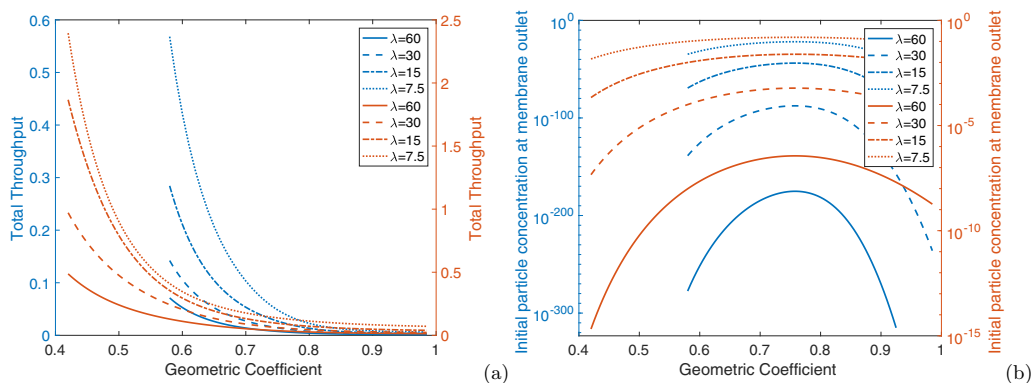 Total Throughput
0.6
0.5
0.4
0.3
0.2
0.1
0
0.4 0.5 0.6 0.7 0.8 0.9 1
Geometric Coefficient
2.5
2
1.5
1
0.5
0
Total Throughput
λ=60
λ=30
λ=15
λ=7.5
λ=60
λ=30
λ=15
λ=7.5
(a)
Initial particle concentration at membrane outlet
10^0
10^-100
10^-200
10^-300
0.4 0.5 0.6 0.7 0.8 0.9 1
Geometric Coefficient
10^0
10^-5
10^-10
10^-15
Initial particle concentration at membrane outlet
λ=60
λ=30
λ=15
λ=7.5
λ=60
λ=30
λ=15
λ=7.5
(b)